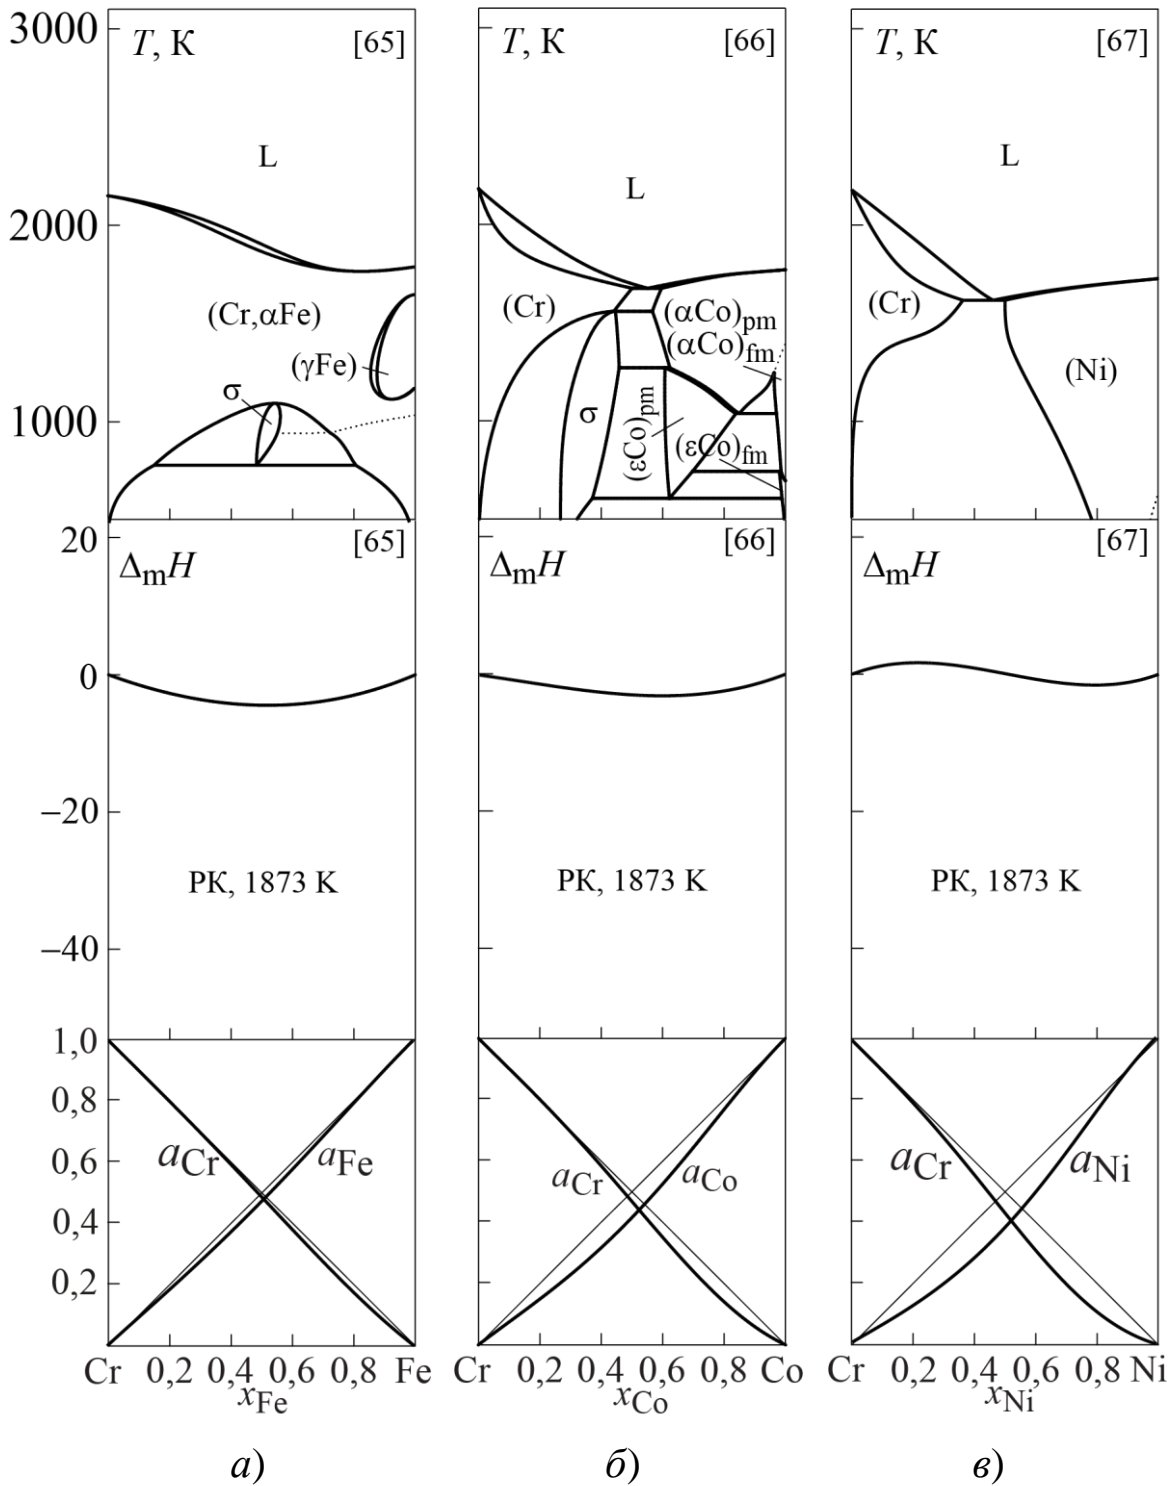 3000
2000
1000
T, К
[65]
L
(Cr,αFe)
(γFe)
σ
T, К
[66]
L
(Cr)
(αCo)pm
(αCo)fm
σ
(εCo)pm
(εCo)fm
T, К
[67]
L
(Cr)
(Ni)
20
0
−20
−40
ΔmH
[65]
РК, 1873 K
ΔmH
[66]
РК, 1873 K
ΔmH
[67]
РК, 1873 K
1,0
0,8
0,6
0,4
0,2
aCr
aFe
aCr
aCo
aCr
aNi
Cr 0,2 0,4 0,6 0,8 Fe
xFe
Cr 0,2 0,4 0,6 0,8 Co
xCo
Cr 0,2 0,4 0,6 0,8 Ni
xNi
а)
б)
в)